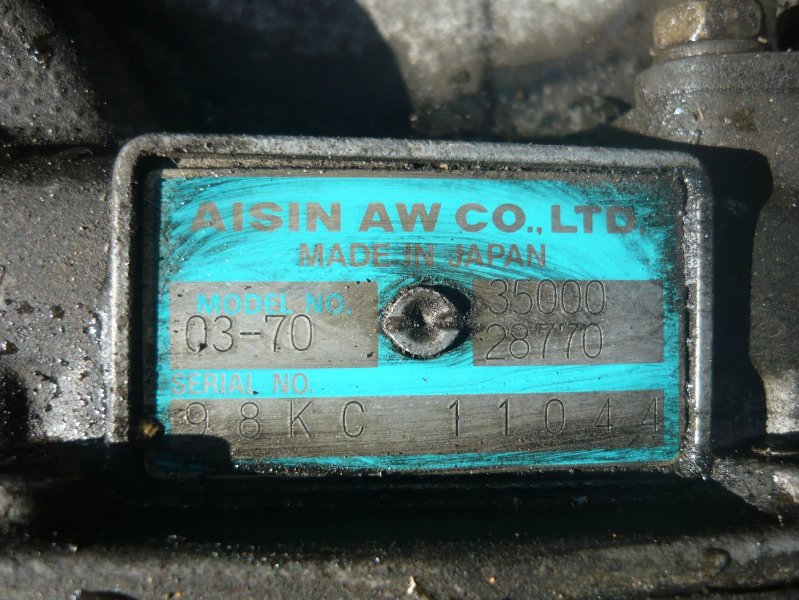 AISIN AW CO., LTD.
MADE IN JAPAN
MODEL NO.
03-70
35000
28770
SERIAL NO.
98KC 11044